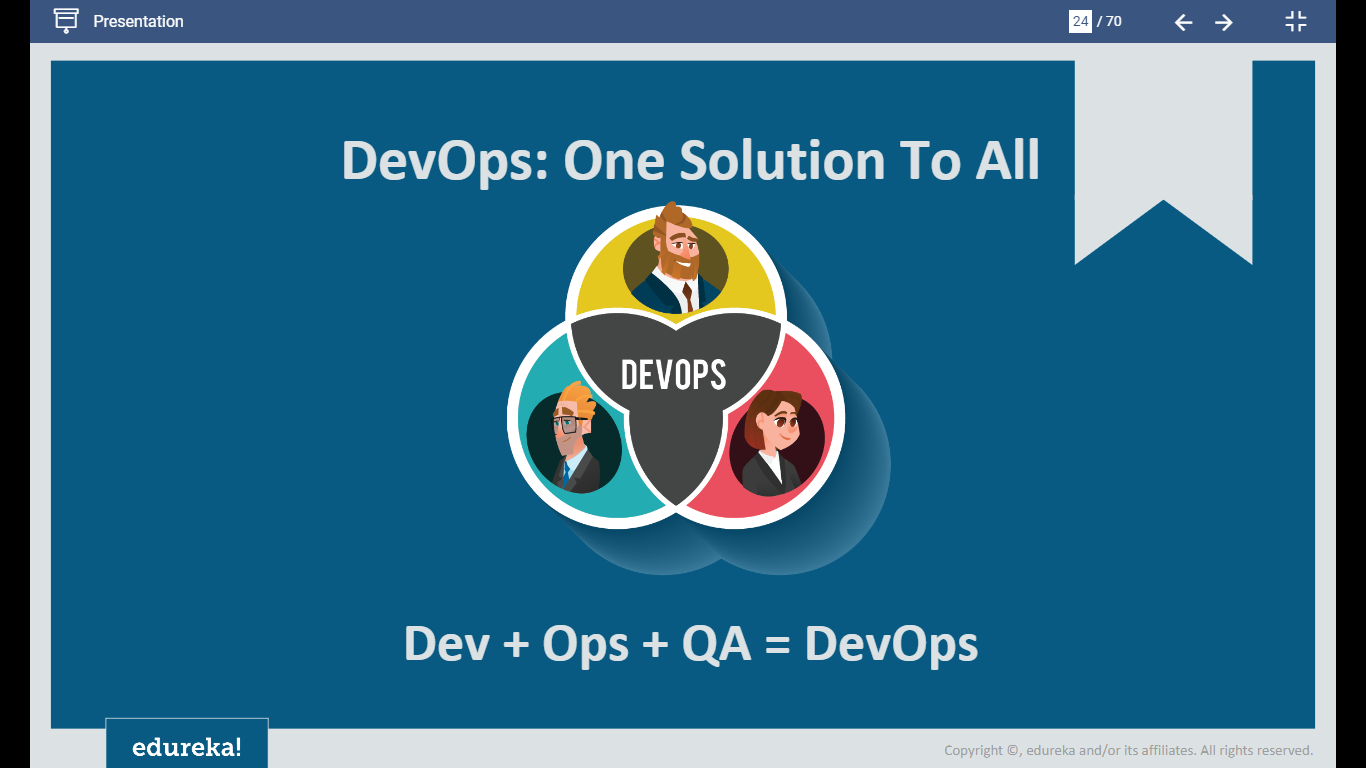 Presentation
24 / 70
DevOps: One Solution To All
DEVOPS
Dev + Ops + QA = DevOps
edureka!
Copyright ©, edureka and/or its affiliates. All rights reserved.